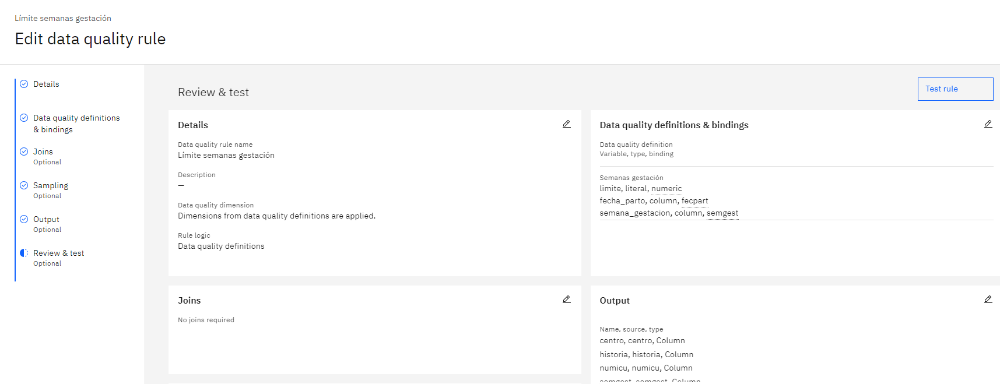 Límite semanas gestación
Edit data quality rule
Details
Data quality definitions
& bindings
Joins
Optional
Sampling
Optional
Output
Optional
Review & test
Optional
Review & test
Test rule
Details
Data quality rule name
Límite semanas gestación
Description
—
Data quality dimension
Dimensions from data quality definitions are applied.
Rule logic
Data quality definitions
Data quality definitions & bindings
Data quality definition
Variable, type, binding
Semanas gestación
limite, literal, numeric
fecha_parto, column, fecpart
semana_gestacion, column, semgest
Joins
No joins required
Output
Name, source, type
centro, centro, Column
historia, historia, Column
numicu, numicu, Column
semgest, semgest, Column